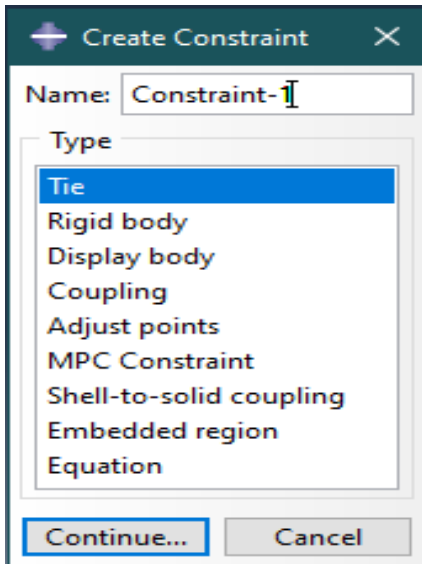 Create Constraint
Name: Constraint-1
Type
Tie
Rigid body
Display body
Coupling
Adjust points
MPC Constraint
Shell-to-solid coupling
Embedded region
Equation
Continue... Cancel